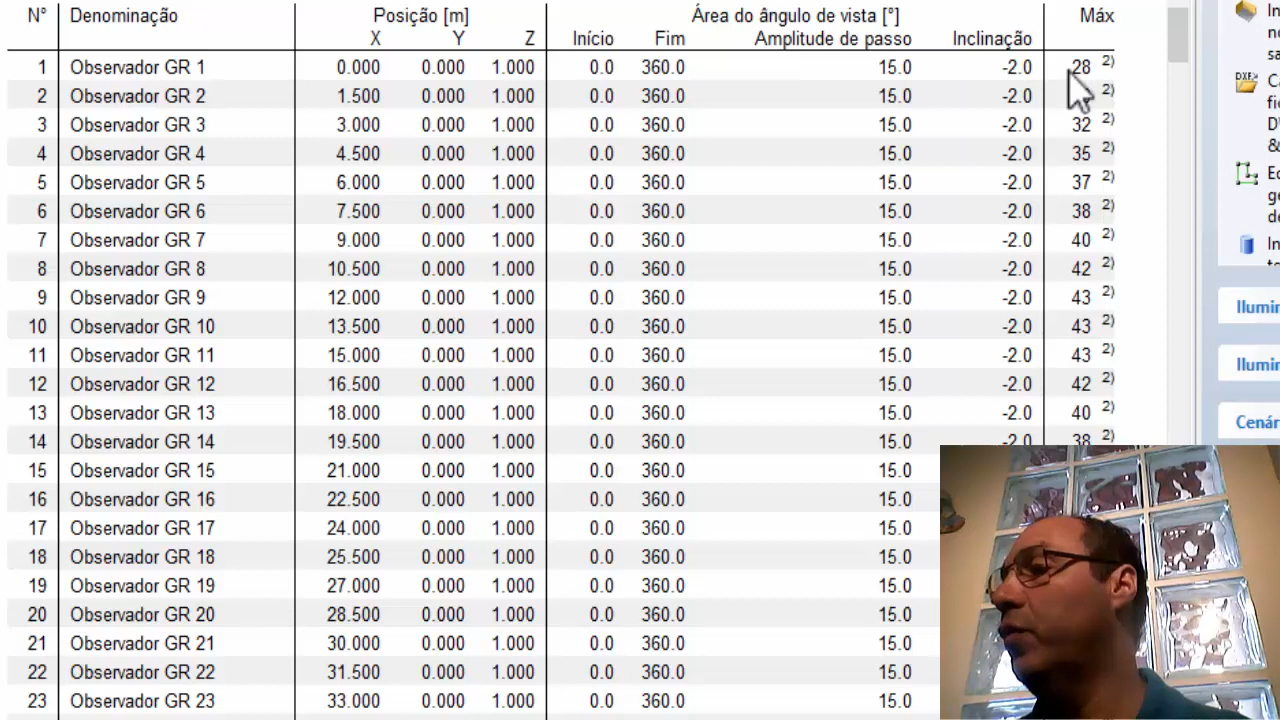 N° Denominação Posição [m] Área do ângulo de vista [°] Máx
X Y Z Início Fim Amplitude de passo Inclinação
1 Observador GR 1 0.000 0.000 1.000 0.0 360.0 15.0 -2.0 28 2)
2 Observador GR 2 1.500 0.000 1.000 0.0 360.0 15.0 -2.0 2)
3 Observador GR 3 3.000 0.000 1.000 0.0 360.0 15.0 -2.0 32 2)
4 Observador GR 4 4.500 0.000 1.000 0.0 360.0 15.0 -2.0 35 2)
5 Observador GR 5 6.000 0.000 1.000 0.0 360.0 15.0 -2.0 37 2)
6 Observador GR 6 7.500 0.000 1.000 0.0 360.0 15.0 -2.0 38 2)
7 Observador GR 7 9.000 0.000 1.000 0.0 360.0 15.0 -2.0 40 2)
8 Observador GR 8 10.500 0.000 1.000 0.0 360.0 15.0 -2.0 42 2)
9 Observador GR 9 12.000 0.000 1.000 0.0 360.0 15.0 -2.0 43 2)
10 Observador GR 10 13.500 0.000 1.000 0.0 360.0 15.0 -2.0 43 2)
11 Observador GR 11 15.000 0.000 1.000 0.0 360.0 15.0 -2.0 43 2)
12 Observador GR 12 16.500 0.000 1.000 0.0 360.0 15.0 -2.0 42 2)
13 Observador GR 13 18.000 0.000 1.000 0.0 360.0 15.0 -2.0 40 2)
14 Observador GR 14 19.500 0.000 1.000 0.0 360.0 15.0 -2.0 38 2)
15 Observador GR 15 21.000 0.000 1.000 0.0 360.0 15.0
16 Observador GR 16 22.500 0.000 1.000 0.0 360.0 15.0
17 Observador GR 17 24.000 0.000 1.000 0.0 360.0 15.0
18 Observador GR 18 25.500 0.000 1.000 0.0 360.0 15.0
19 Observador GR 19 27.000 0.000 1.000 0.0 360.0 15.0
20 Observador GR 20 28.500 0.000 1.000 0.0 360.0 15.0
21 Observador GR 21 30.000 0.000 1.000 0.0 360.0 15.0
22 Observador GR 22 31.500 0.000 1.000 0.0 360.0 15.0
23 Observador GR 23 33.000 0.000 1.000 0.0 360.0 15.0
DXF
Ilumin
Ilumin
Cenár